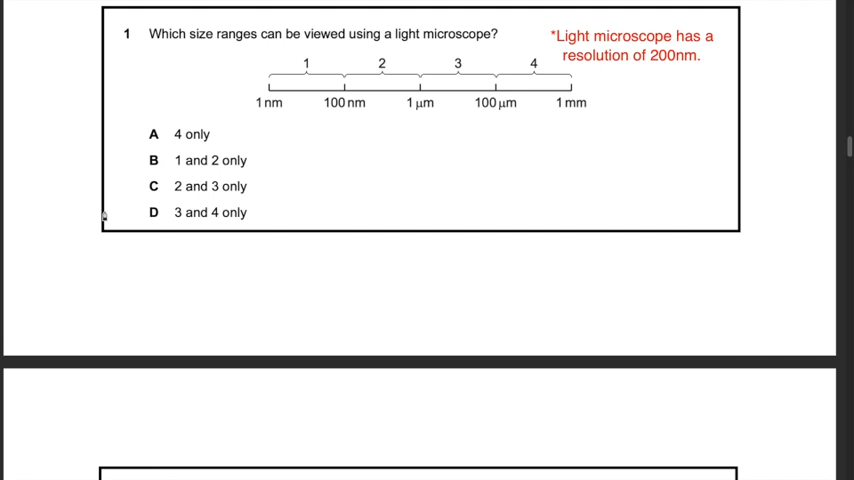 1 Which size ranges can be viewed using a light microscope?
*Light microscope has a
resolution of 200nm.
1 2 3 4
1 nm 100 nm 1 μm 100 μm 1 mm
A 4 only
B 1 and 2 only
C 2 and 3 only
D 3 and 4 only